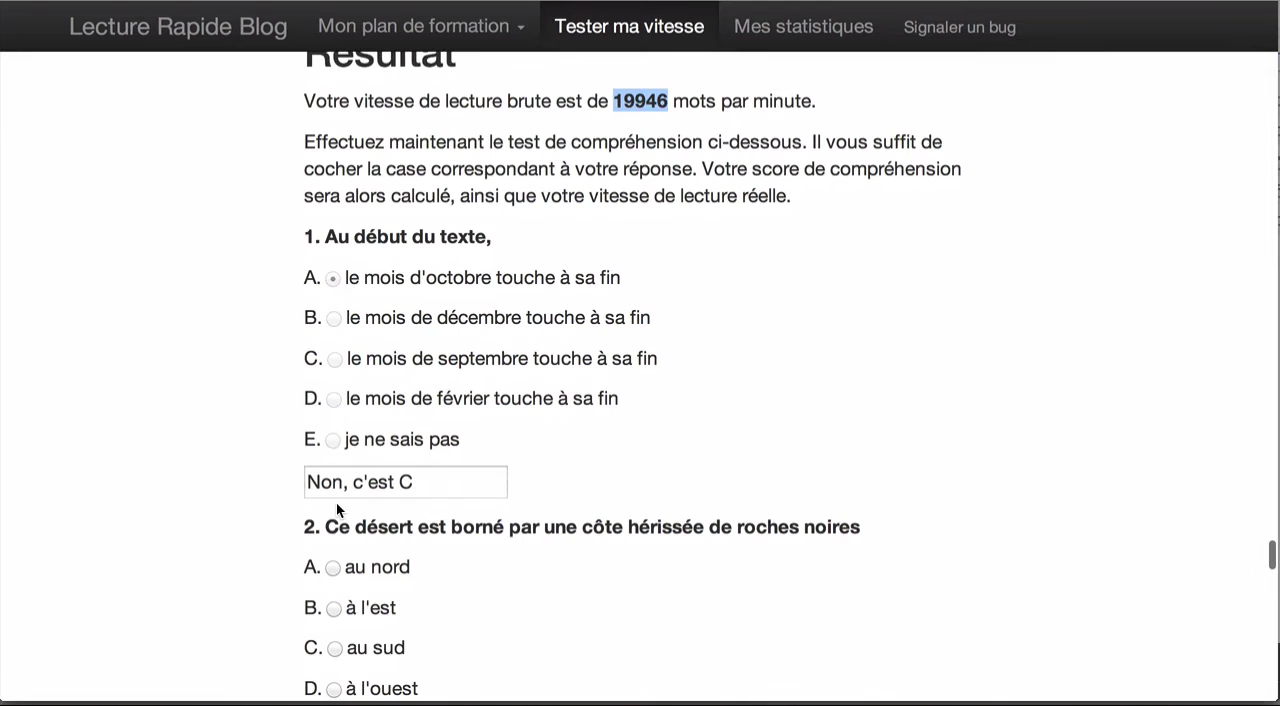 Lecture Rapide Blog Mon plan de formation Tester ma vitesse Mes statistiques Signaler un bug
Résultat
Votre vitesse de lecture brute est de 19946 mots par minute.
Effectuez maintenant le test de compréhension ci-dessous. Il vous suffit de
cocher la case correspondant à votre réponse. Votre score de compréhension
sera alors calculé, ainsi que votre vitesse de lecture réelle.
1. Au début du texte,
A. le mois d'octobre touche à sa fin
B. le mois de décembre touche à sa fin
C. le mois de septembre touche à sa fin
D. le mois de février touche à sa fin
E. je ne sais pas
Non, c'est C
2. Ce désert est borné par une côte hérissée de roches noires
A. au nord
B. à l'est
C. au sud
D. à l'ouest